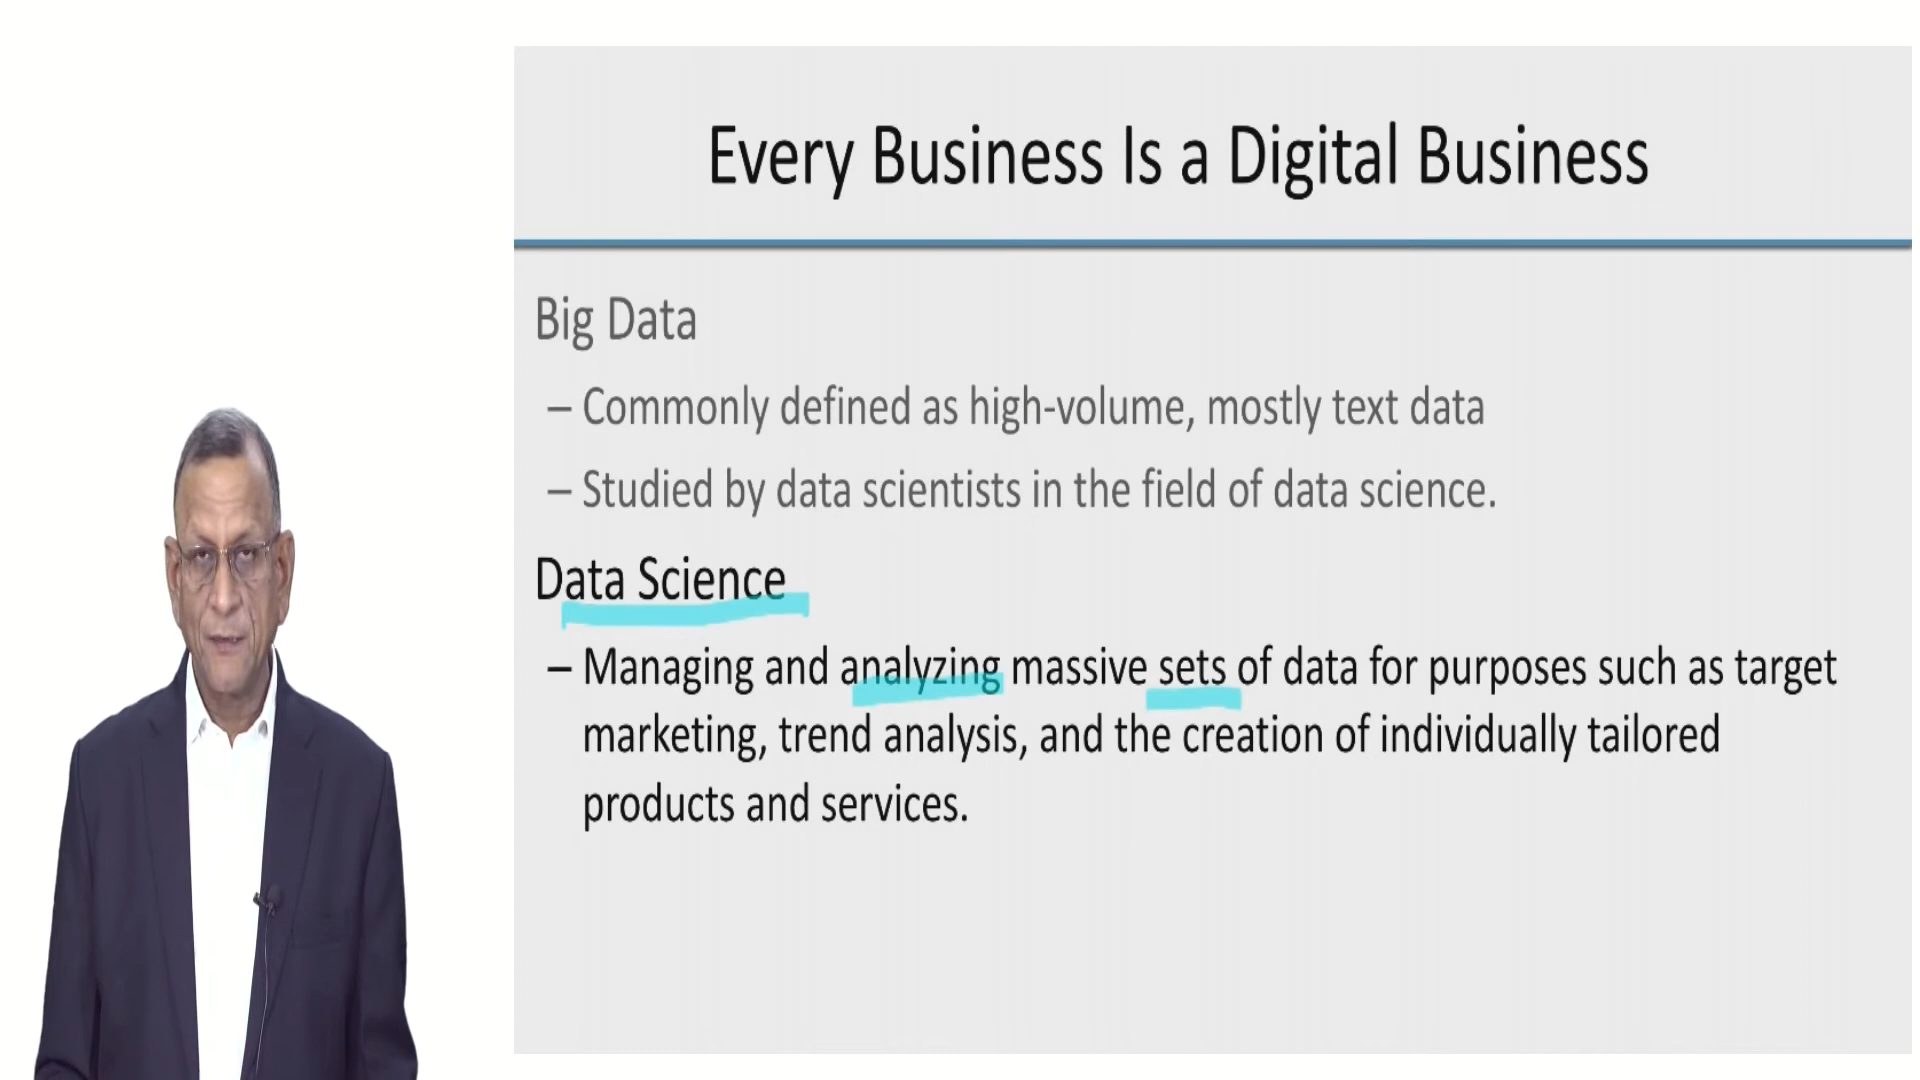 Every Business Is a Digital Business
Big Data
– Commonly defined as high-volume, mostly text data
– Studied by data scientists in the field of data science.
Data Science
– Managing and analyzing massive sets of data for purposes such as target
marketing, trend analysis, and the creation of individually tailored
products and services.